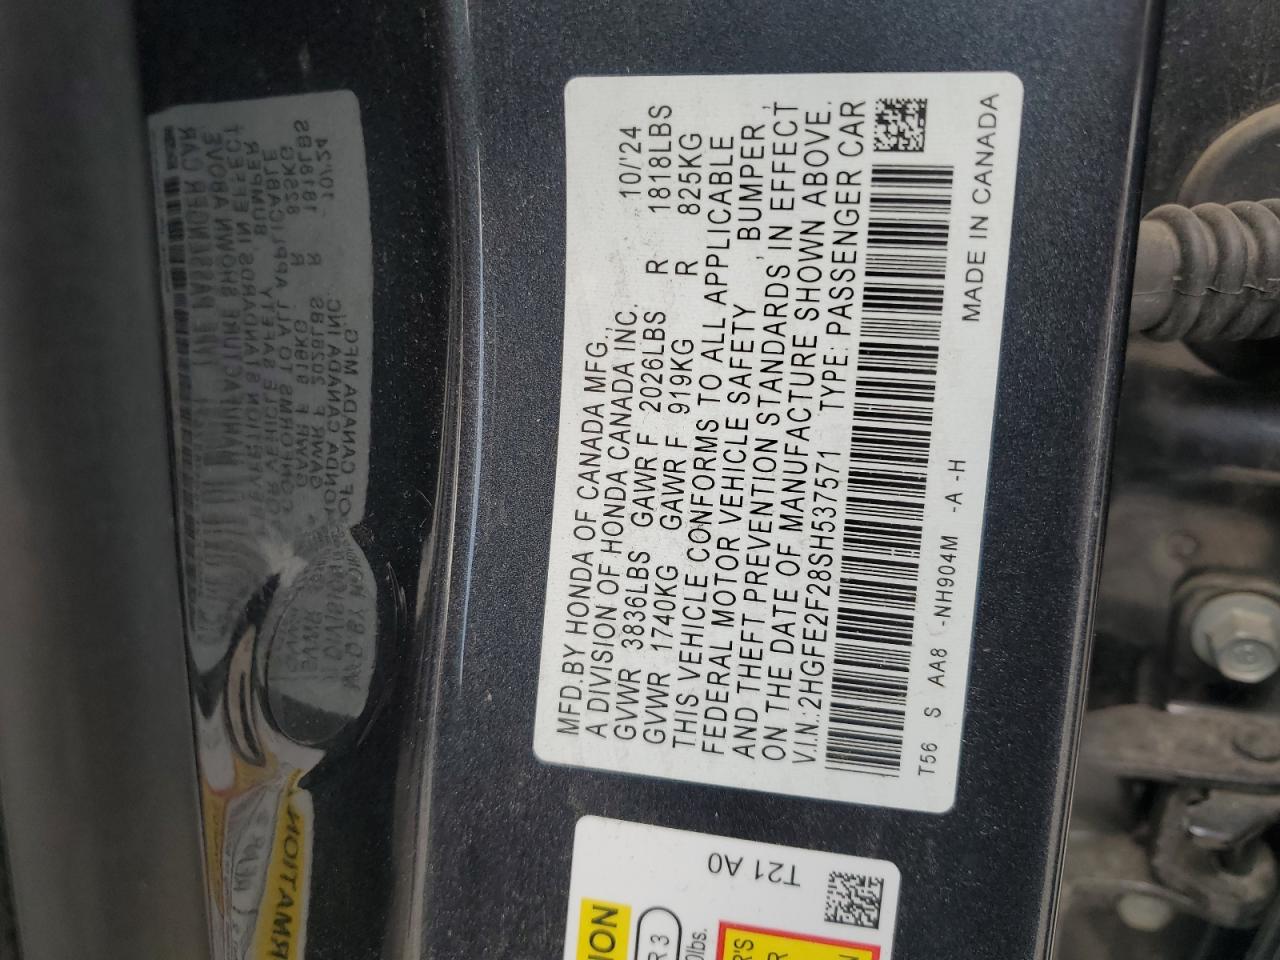 MFD.BY HONDA OF CANADA MFG., 10/'24
A DIVISION OF HONDA CANADA INC.
GVWR 3836LBS GAWR F 2026LBS R 1818LBS
GVWR 1740KG GAWR F 919KG R 825KG
THIS VEHICLE CONFORMS TO ALL APPLICABLE
FEDERAL MOTOR VEHICLE SAFETY , BUMPER,
AND THEFT PREVENTION STANDARDS IN EFFECT
ON THE DATE OF MANUFACTURE SHOWN ABOVE.
V.I.N.:2HGFE2F28SH537571 TYPE: PASSENGER CAR
T56 S AA8 -NH904M -A -H MADE IN CANADA
T21 A0